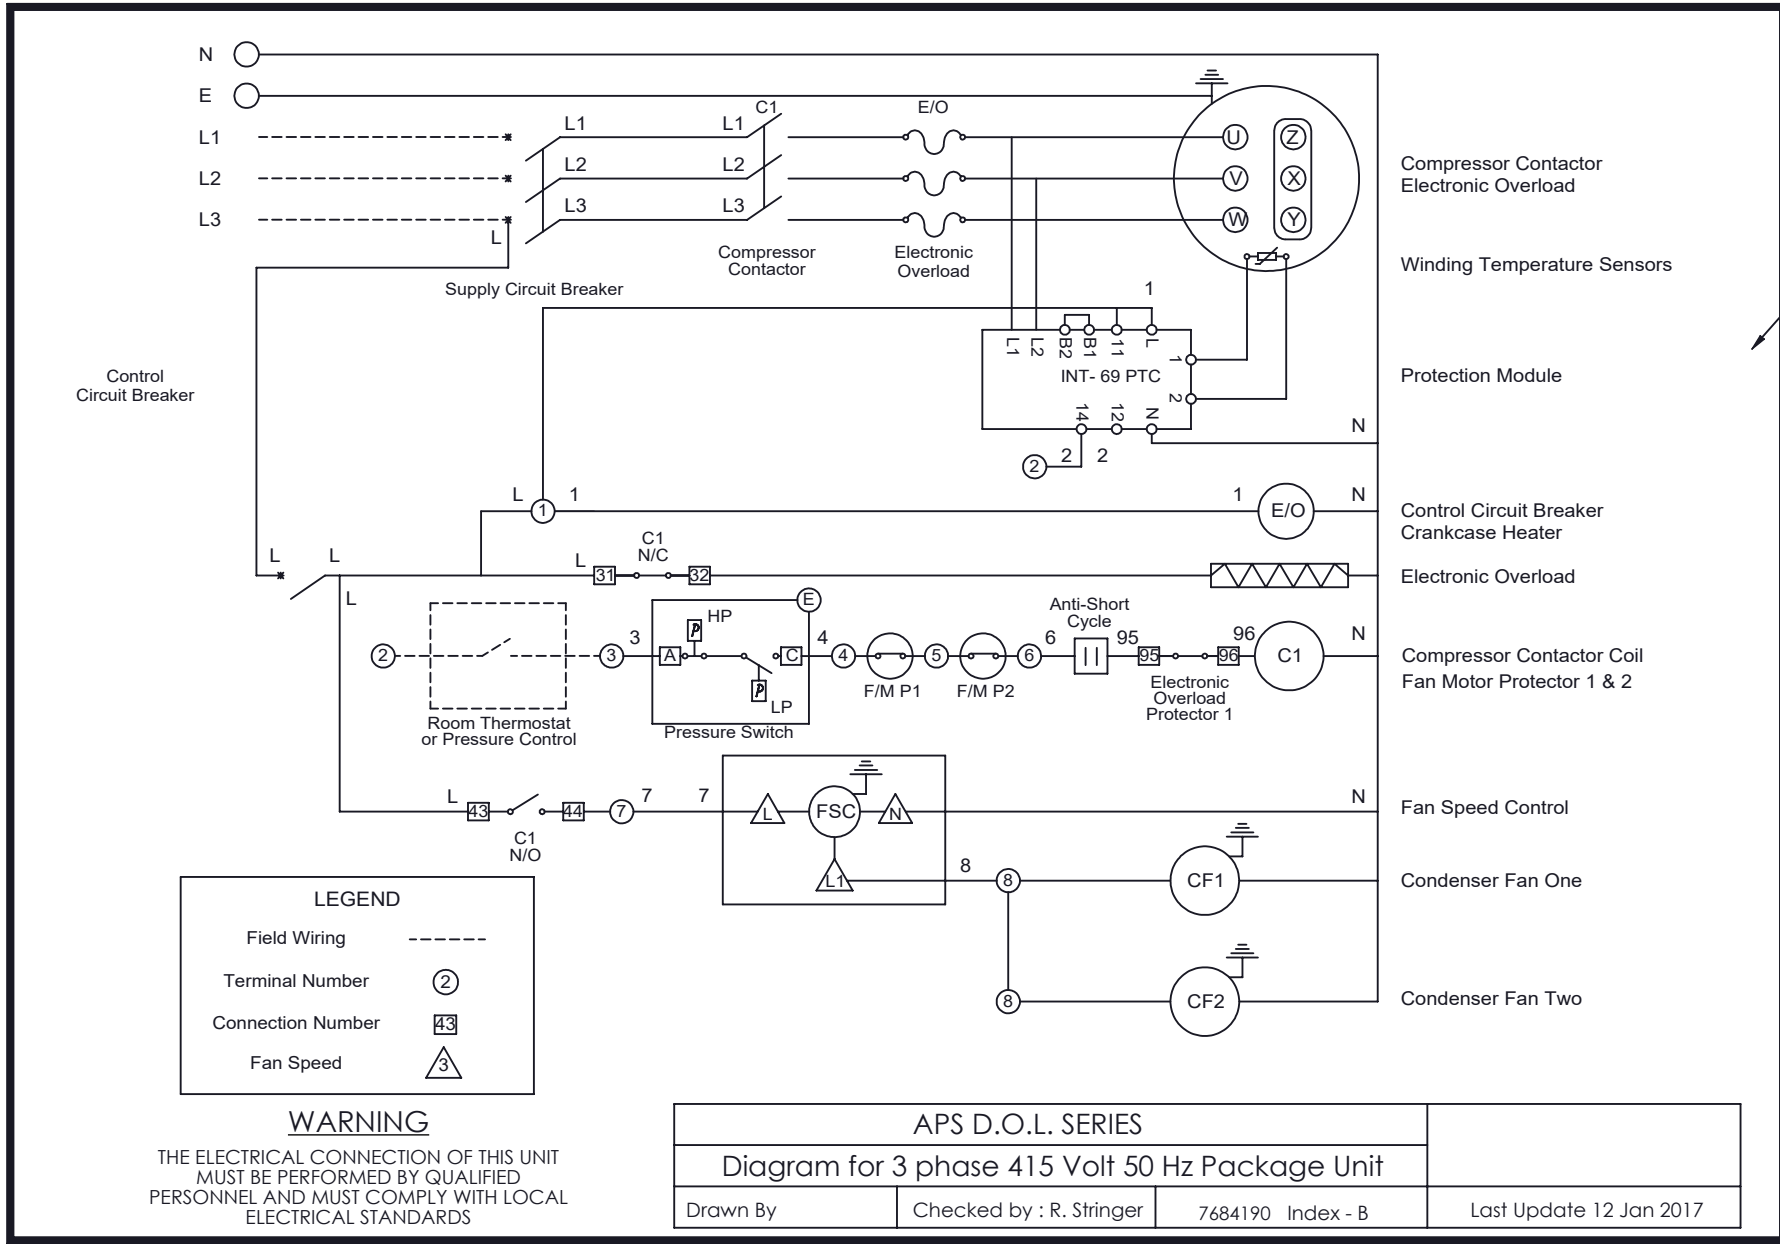 N
E
L1 L1 L1 C1 E/O U Z
L2 L2 L2 V X
L3 L3 L3 W Y
L
Compressor
Contactor
Electronic
Overload
Supply Circuit Breaker
Compressor Contactor
Electronic Overload
Winding Temperature Sensors
Control
Circuit Breaker
1
L1 L2 B2 B1 11 L
INT- 69 PTC
1
2
14 12 N
2 2 2
N
Protection Module
L 1 1 1 E/O N
Control Circuit Breaker
Crankcase Heater
C1
N/C
L L L 31 32
L
Electronic Overload
E
HP
Anti-Short
Cycle
2 3 3 A C 4 4 5 6 6 95 95 96 96 C1 N
LP
F/M P1 F/M P2
Electronic
Overload
Protector 1
Room Thermostat
or Pressure Control
Pressure Switch
Compressor Contactor Coil
Fan Motor Protector 1 & 2
L 43 44 7 7 7 L FSC N N
C1
N/O
Fan Speed Control
L1 8 8 CF1
Condenser Fan One
8 CF2
Condenser Fan Two
LEGEND
Field Wiring
Terminal Number 2
Connection Number 43
Fan Speed 3
WARNING
THE ELECTRICAL CONNECTION OF THIS UNIT
MUST BE PERFORMED BY QUALIFIED
PERSONNEL AND MUST COMPLY WITH LOCAL
ELECTRICAL STANDARDS
APS D.O.L. SERIES
Diagram for 3 phase 415 Volt 50 Hz Package Unit
Drawn By Checked by : R. Stringer 7684190 Index - B Last Update 12 Jan 2017